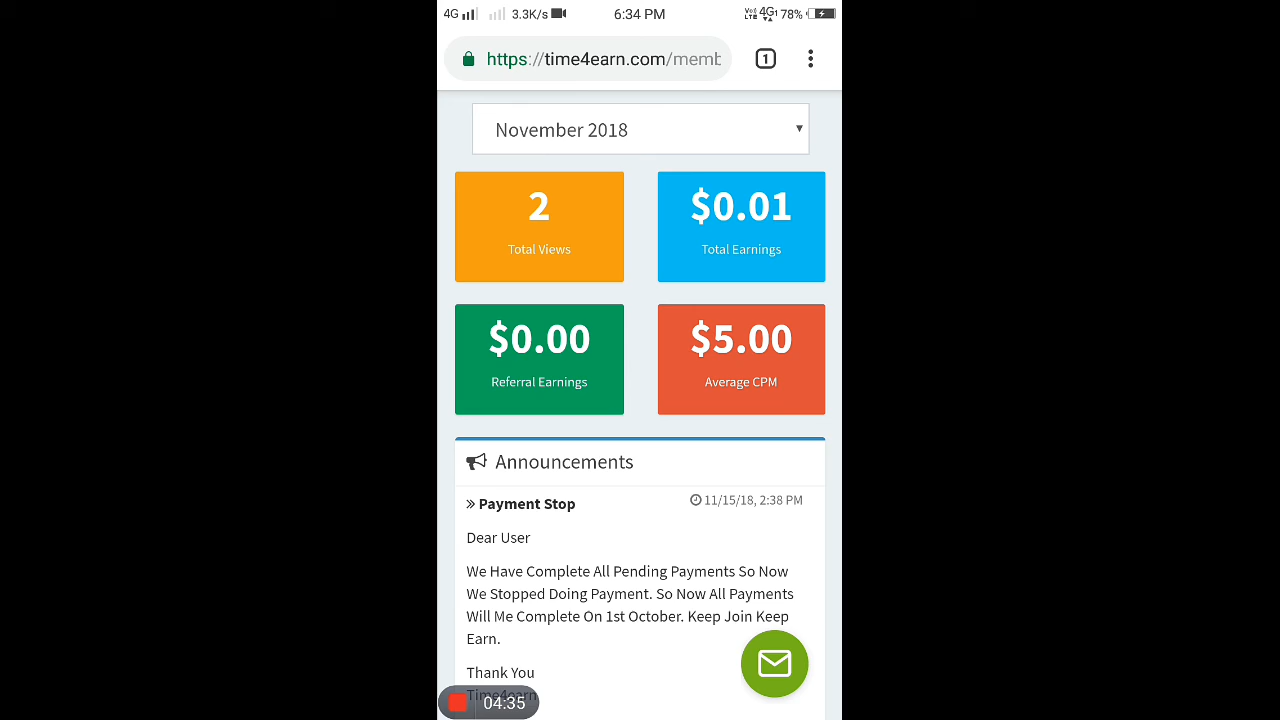 4G 3.3K/s 6:34 PM VoLTE 4G1 78%
https://time4earn.com/memb 1
November 2018
2 $0.01
Total Views Total Earnings
$0.00 $5.00
Referral Earnings Average CPM
Announcements
» Payment Stop 11/15/18, 2:38 PM
Dear User
We Have Complete All Pending Payments So Now
We Stopped Doing Payment. So Now All Payments
Will Me Complete On 1st October. Keep Join Keep
Earn.
Thank You
Time4earn
04:35